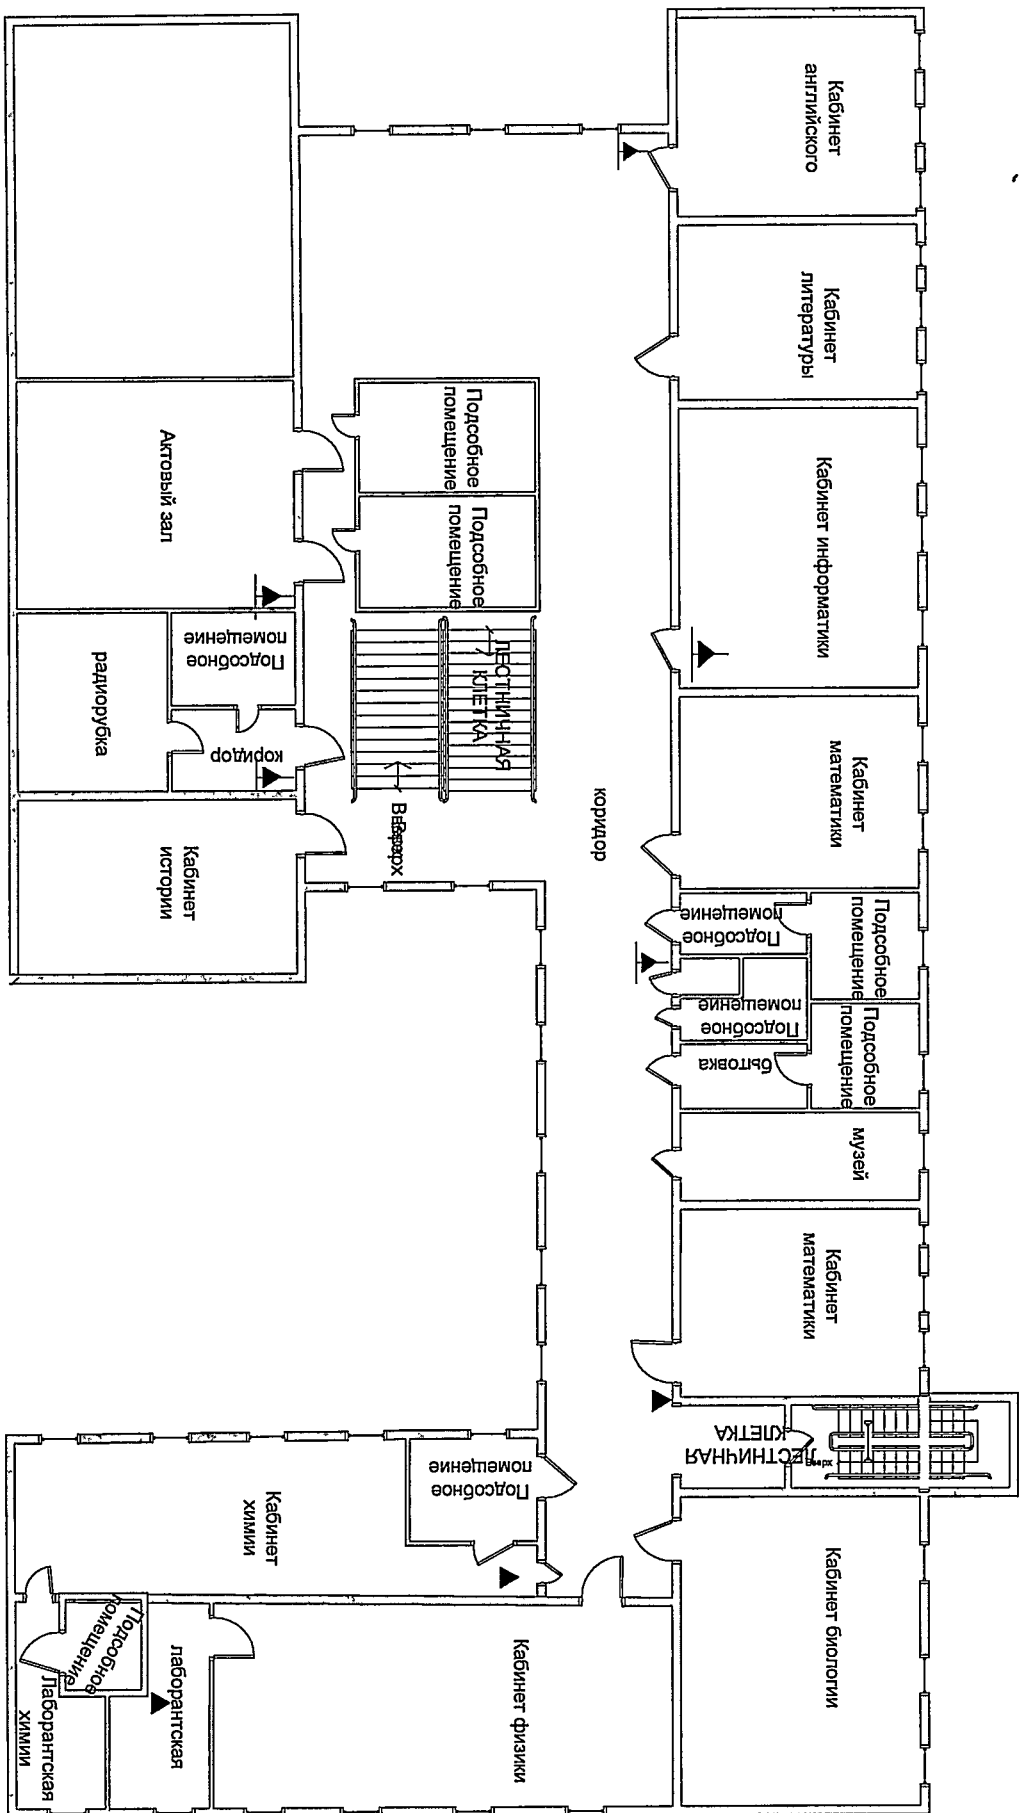 Кабинет
английского
Кабинет
литературы
Подсобное
помещение
Актовый зал
Кабинет информатики
Подсобное
помещение
Подсобное
помещение
радиорубка
коридор
ЛЕСТНИЧНАЯ
КЛЕТКА
Кабинет
математики
коридор
Кабинет
истории
Подсобное
помещение
Подсобное
помещение
Подсобное
помещение
Подсобное
помещение
бытовка
музей
Кабинет
математики
ЛЕСТНИЧНАЯ
КЛЕТКА
Вверх
Подсобное
помещение
Кабинет
химии
Кабинет биологии
Подсобное
помещение
лаборантская
Кабинет физики
Лаборантская
химии